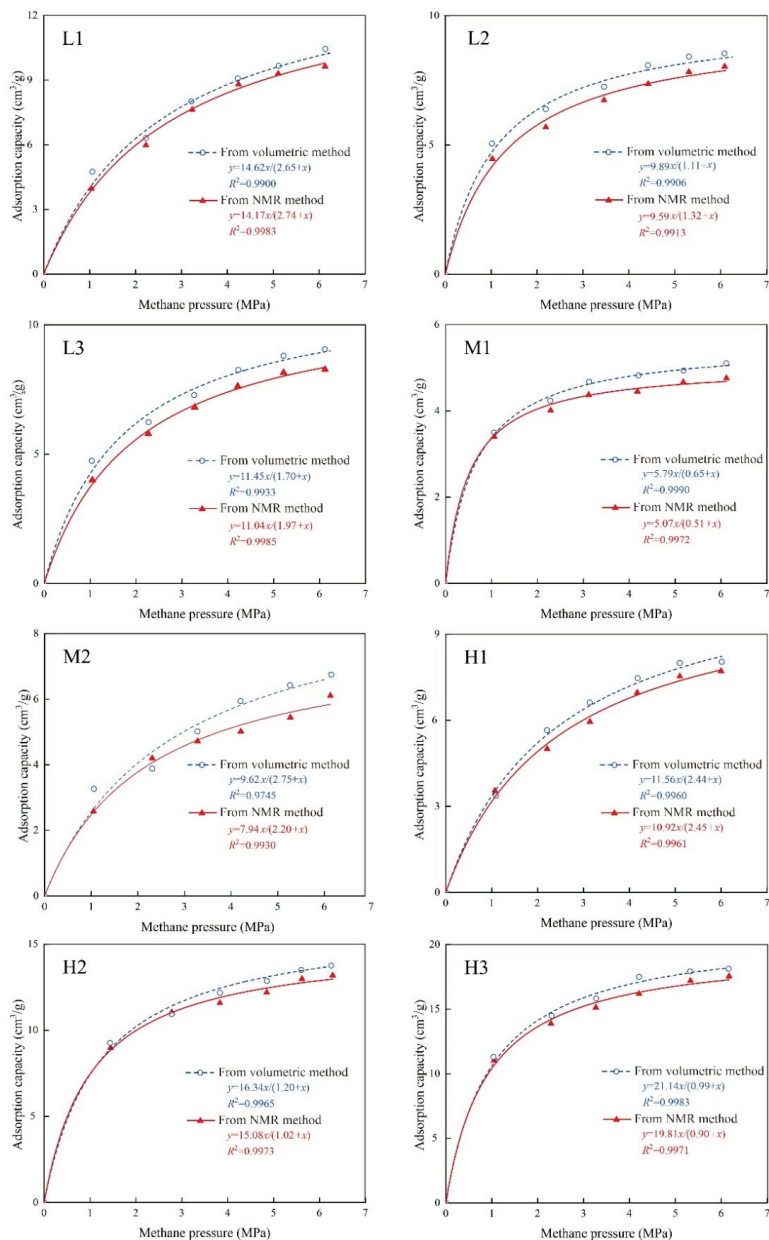 L1
Adsorption capacity (cm³/g)
12
9
6
3
0
From volumetric method
y=14.62x/(2.65+x)
R²=0.9900
From NMR method
y=14.17x/(2.74+x)
R²=0.9983
0 1 2 3 4 5 6 7
Methane pressure (MPa)
L2
Adsorption capacity (cm³/g)
10
5
0
From volumetric method
y=9.89x/(1.11+x)
R²=0.9906
From NMR method
y=9.59x/(1.32+x)
R²=0.9913
0 1 2 3 4 5 6 7
Methane pressure (MPa)
L3
Adsorption capacity (cm³/g)
10
5
0
From volumetric method
y=11.45x/(1.70+x)
R²=0.9933
From NMR method
y=11.04x/(1.97+x)
R²=0.9985
0 1 2 3 4 5 6 7
Methane pressure (MPa)
M1
Adsorption capacity (cm³/g)
6
4
2
0
From volumetric method
y=5.79x/(0.65+x)
R²=0.9990
From NMR method
y=5.07x/(0.51+x)
R²=0.9972
0 1 2 3 4 5 6 7
Methane pressure (MPa)
M2
Adsorption capacity (cm³/g)
8
6
4
2
0
From volumetric method
y=9.62x/(2.75+x)
R²=0.9745
From NMR method
y=7.94x/(2.20+x)
R²=0.9930
0 1 2 3 4 5 6 7
Methane pressure (MPa)
H1
Adsorption capacity (cm³/g)
9
6
3
0
From volumetric method
y=11.56x/(2.44+x)
R²=0.9960
From NMR method
y=10.92x/(2.45+x)
R²=0.9961
0 1 2 3 4 5 6 7
Methane pressure (MPa)
H2
Adsorption capacity (cm³/g)
15
10
5
0
From volumetric method
y=16.34x/(1.20+x)
R²=0.9965
From NMR method
y=15.08x/(1.02+x)
R²=0.9973
0 1 2 3 4 5 6 7
Methane pressure (MPa)
H3
Adsorption capacity (cm³/g)
20
15
10
5
0
From volumetric method
y=21.14x/(0.99+x)
R²=0.9983
From NMR method
y=19.81x/(0.90+x)
R²=0.9971
0 1 2 3 4 5 6 7
Methane pressure (MPa)